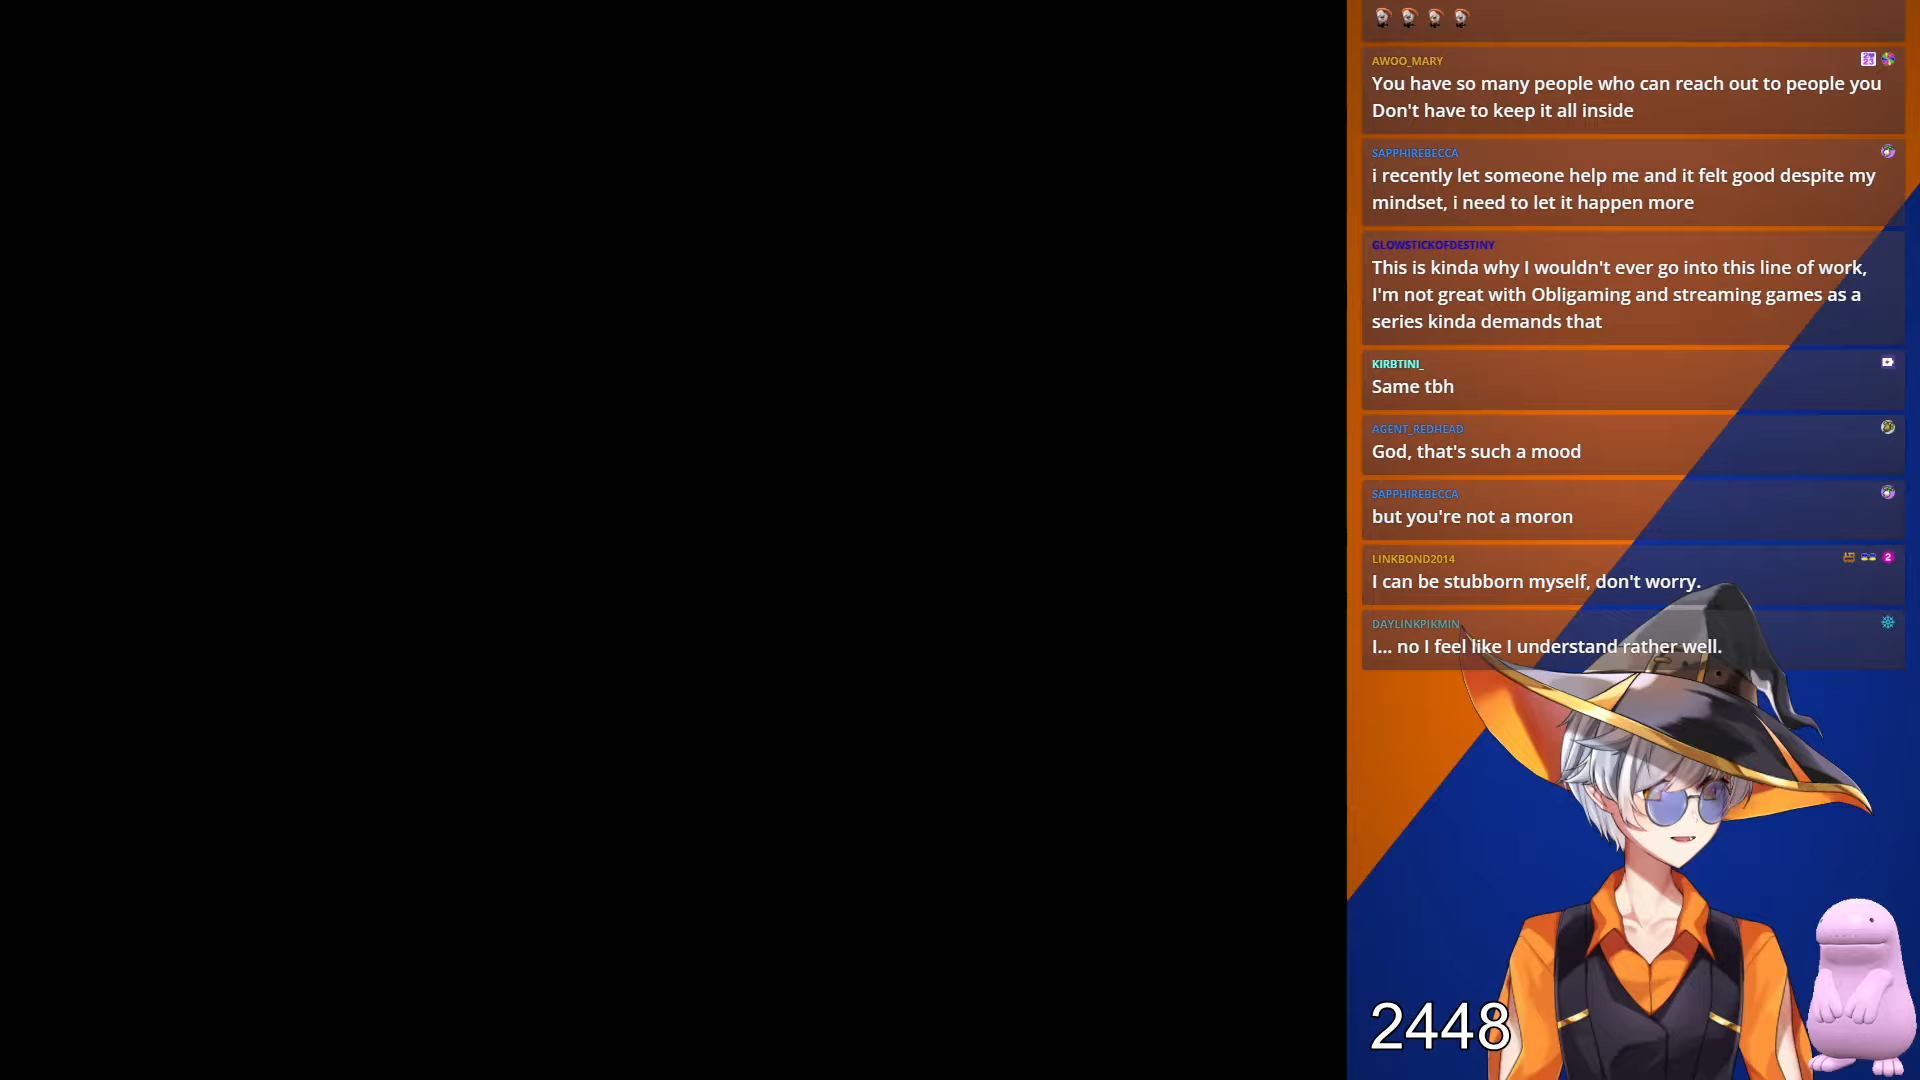 AWOO_MARY
You have so many people who can reach out to people you
Don't have to keep it all inside
SAPPHIREBECCA
i recently let someone help me and it felt good despite my
mindset, i need to let it happen more
GLOWSTICKOFDESTINY
This is kinda why I wouldn't ever go into this line of work,
I'm not great with Obligaming and streaming games as a
series kinda demands that
KIRBTINI_
Same tbh
AGENT_REDHEAD
God, that's such a mood
SAPPHIREBECCA
but you're not a moron
LINKBOND2014
2
I can be stubborn myself, don't worry.
DAYLINKPIKMIN
I... no I feel like I understand rather well.
2448